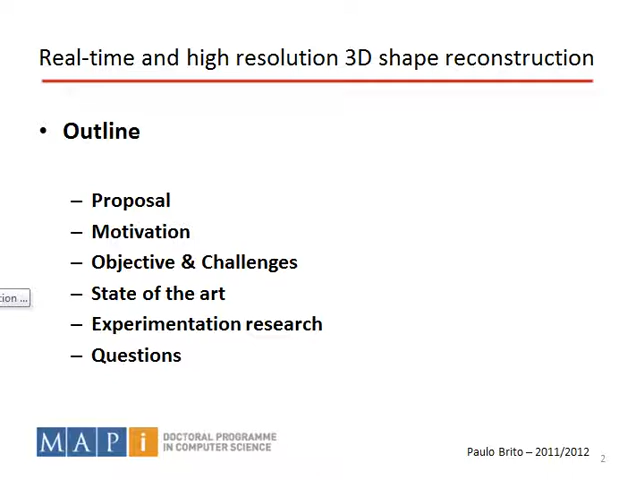 Real-time and high resolution 3D shape reconstruction
• Outline
– Proposal
– Motivation
– Objective & Challenges
– State of the art
tion ...
– Experimentation research
– Questions
MAPi DOCTORAL PROGRAMME
IN COMPUTER SCIENCE
Paulo Brito – 2011/2012
2